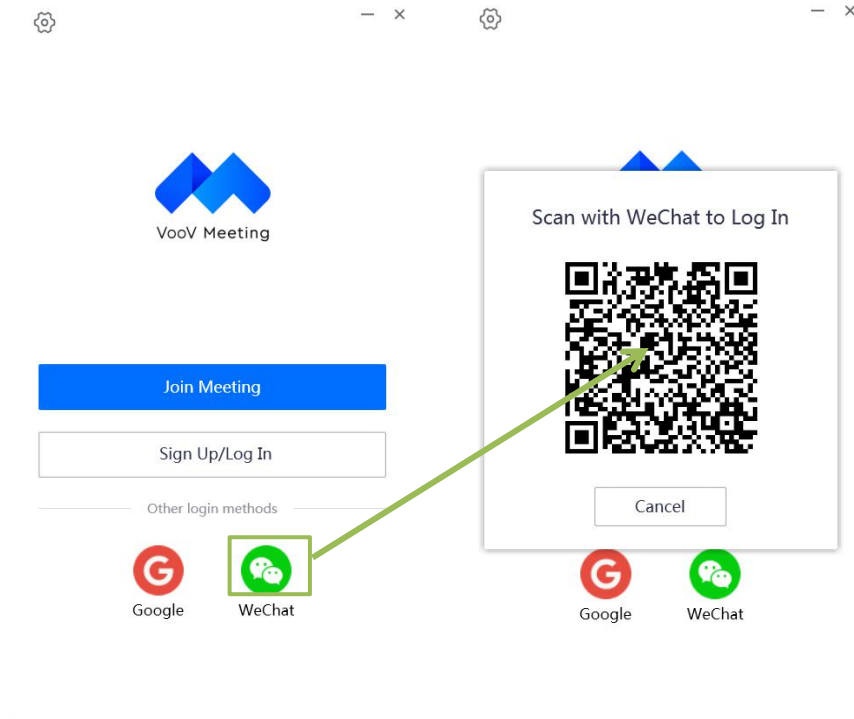 VooV Meeting
Join Meeting
Sign Up/Log In
Other login methods
Google
WeChat
Scan with WeChat to Log In
Cancel
Google
WeChat